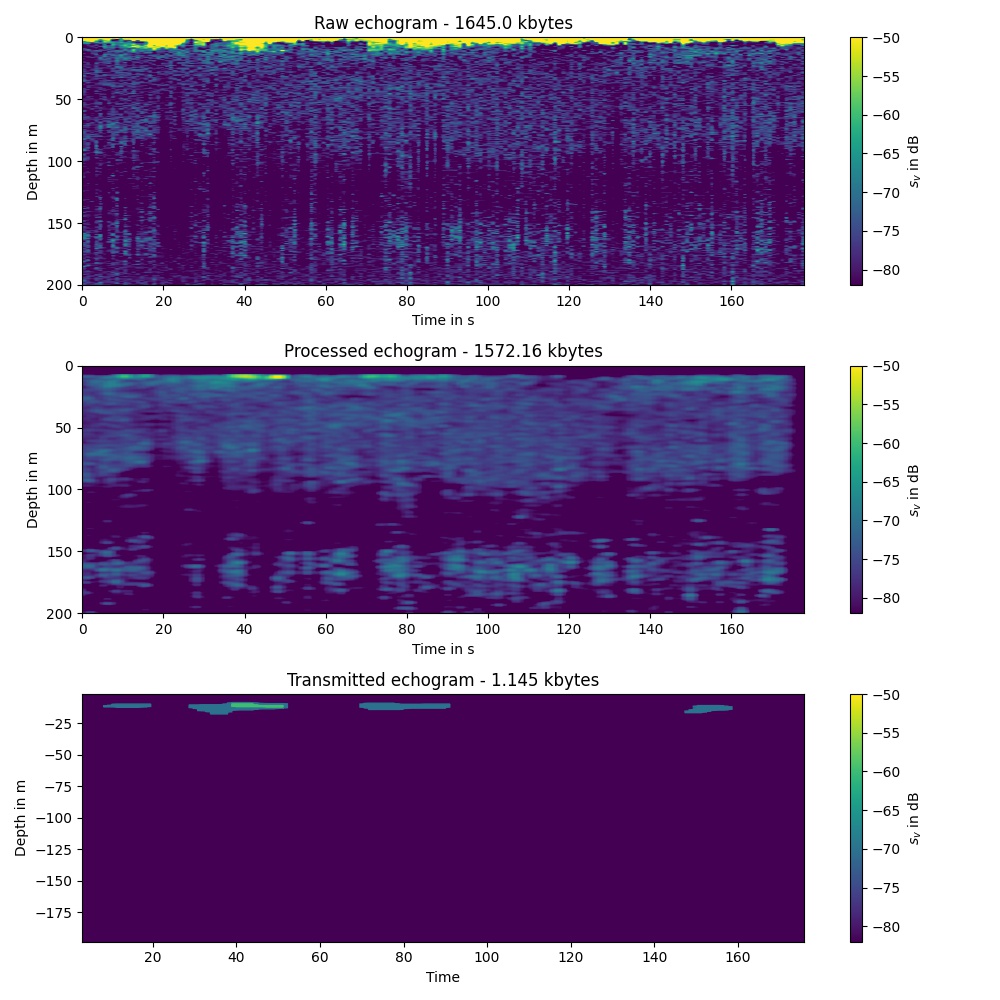 Raw echogram - 1645.0 kbytes
0
50
100
150
200
Depth in m
0 20 40 60 80 100 120 140 160
Time in s
−50
−55
−60
−65
−70
−75
−80
sv in dB
Processed echogram - 1572.16 kbytes
0
50
100
150
200
Depth in m
0 20 40 60 80 100 120 140 160
Time in s
−50
−55
−60
−65
−70
−75
−80
sv in dB
Transmitted echogram - 1.145 kbytes
−25
−50
−75
−100
−125
−150
−175
Depth in m
20 40 60 80 100 120 140 160
Time
−50
−55
−60
−65
−70
−75
−80
sv in dB